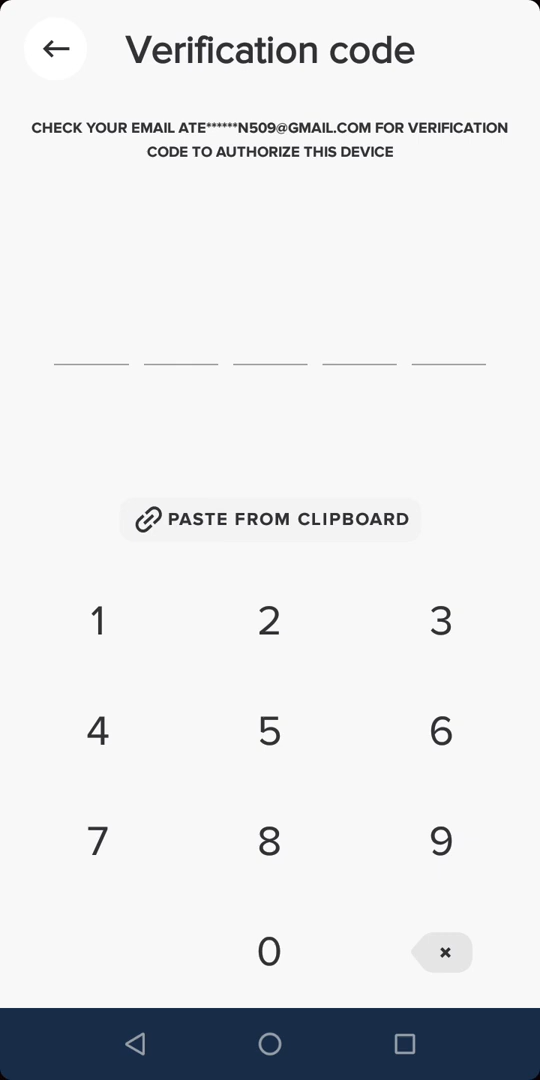 Verification code
CHECK YOUR EMAIL ATE******N509@GMAIL.COM FOR VERIFICATION
CODE TO AUTHORIZE THIS DEVICE
PASTE FROM CLIPBOARD
1 2 3
4 5 6
7 8 9
0